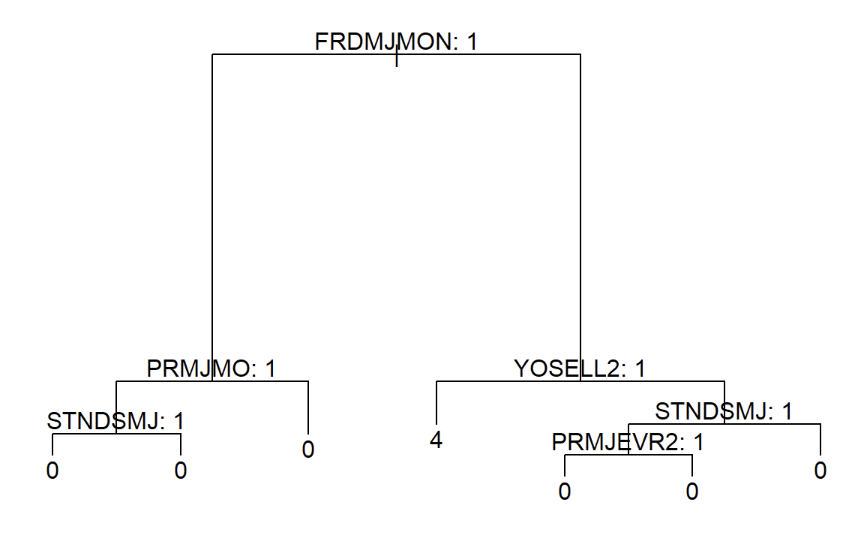 FRDMJMON: 1
PRMJMO: 1
YOSELL2: 1
STNDSMJ: 1
STNDSMJ: 1
PRMJEVR2: 1
4
0
0
0
0
0
0